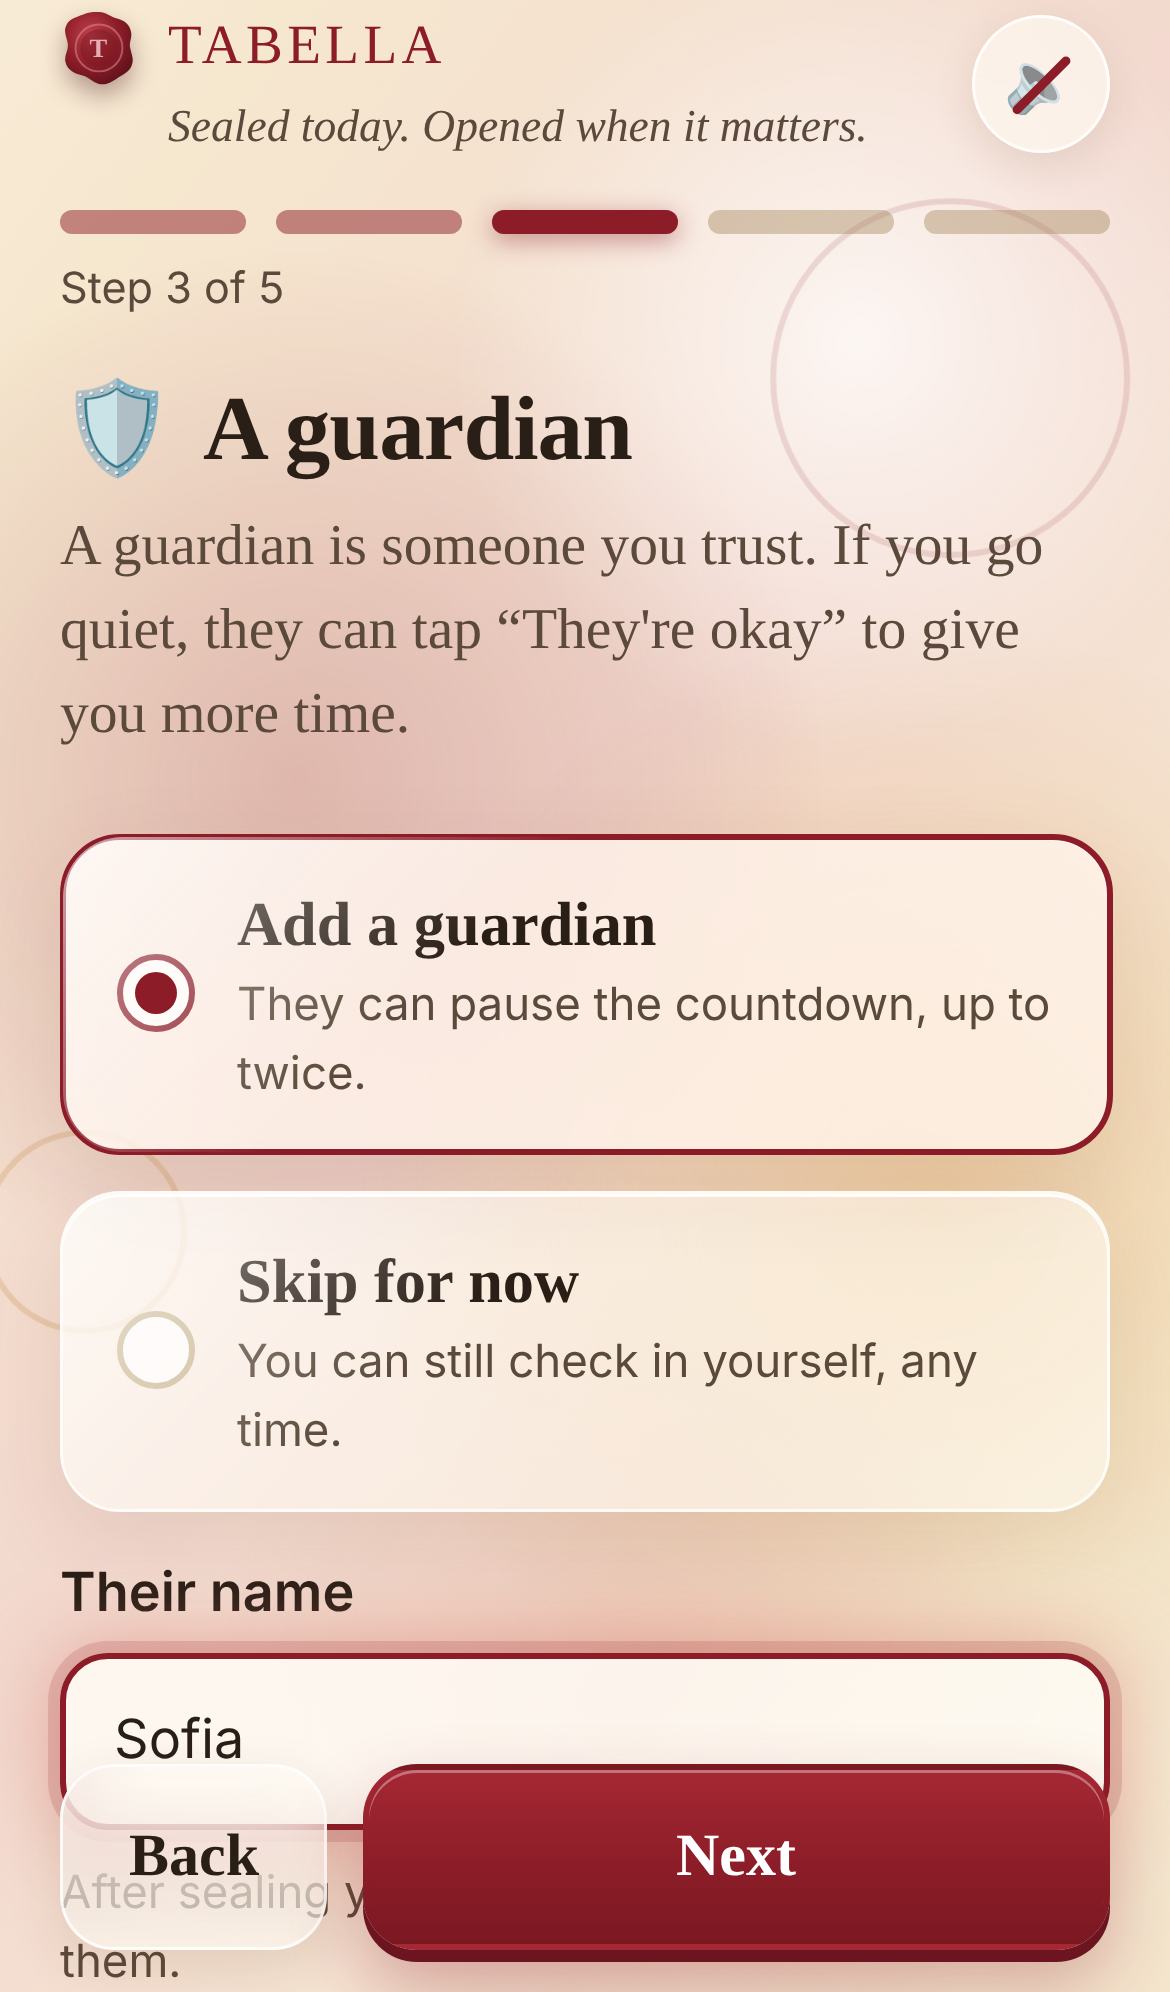 T
TABELLA
Sealed today. Opened when it matters.
Step 3 of 5
A guardian
A guardian is someone you trust. If you go
quiet, they can tap “They're okay” to give
you more time.
Add a guardian
They can pause the countdown, up to
twice.
Skip for now
You can still check in yourself, any
time.
Their name
Sofia
Back
Next
After sealing
them.